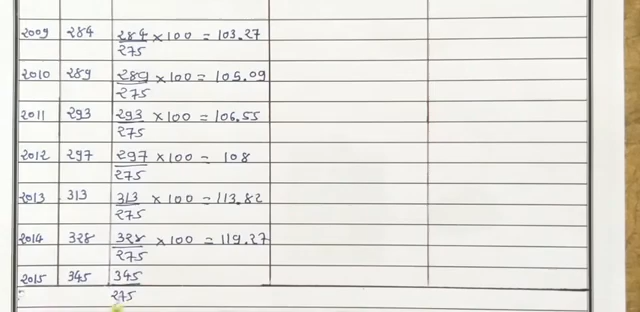 2009 284 284 × 100 = 103.27
275
2010 289 289 × 100 = 105.09
275
2011 293 293 × 100 = 106.55
275
2012 297 297 × 100 = 108
275
2013 313 313 × 100 = 113.82
275
2014 328 328 × 100 = 119.27
275
2015 345 345
275